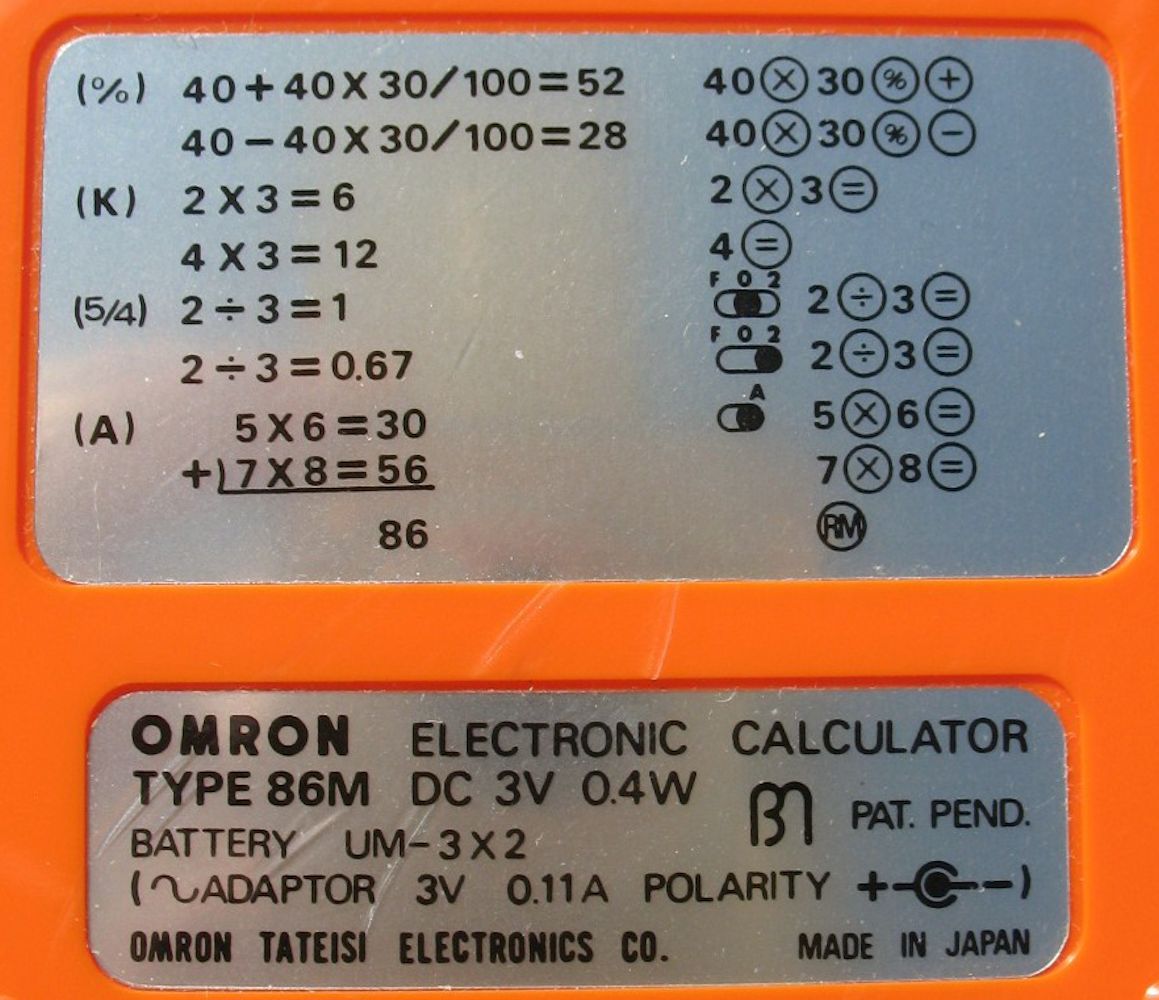 (%) 40+40X30/100=52 40⊗30%⊕
40-40X30/100=28 40⊗30%⊖
(K) 2X3=6 2⊗3⊜
4X3=12 4⊜
F O 2
(5/4) 2÷3=1 2÷3⊜
F O 2
2÷3=0.67 2÷3⊜
A
(A) 5X6=30 5⊗6⊜
+)7X8=56 7⊗8⊜
86 RM
OMRON ELECTRONIC CALCULATOR
TYPE 86M DC 3V 0.4W
PAT. PEND.
BATTERY UM-3X2
(∿ADAPTOR 3V 0.11A POLARITY + -)
OMRON TATEISI ELECTRONICS CO. MADE IN JAPAN